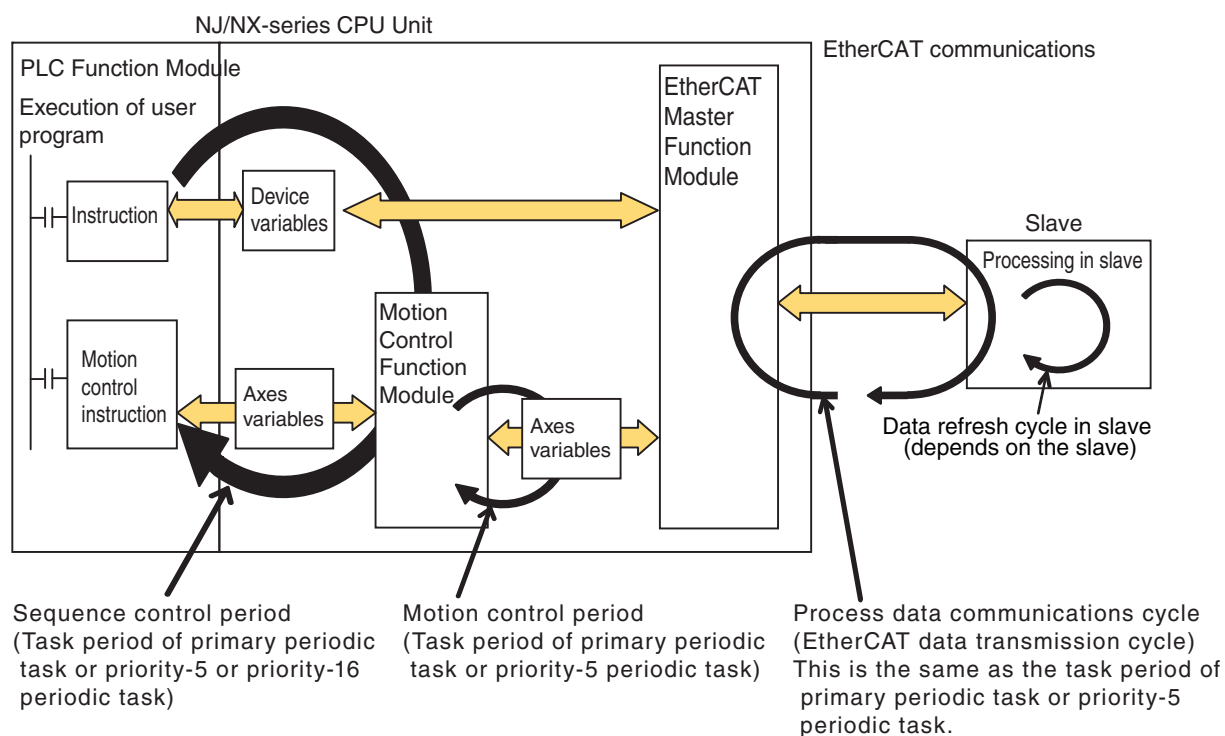 NJ/NX-series CPU Unit
EtherCAT communications
PLC Function Module
Execution of user
program
Instruction
Device
variables
EtherCAT
Master
Function
Module
Slave
Processing in slave
Motion
control
instruction
Axes
variables
Motion
Control
Function
Module
Axes
variables
Data refresh cycle in slave
(depends on the slave)
Sequence control period
(Task period of primary periodic
task or priority-5 or priority-16
periodic task)
Motion control period
(Task period of primary periodic
task or priority-5 periodic task)
Process data communications cycle
(EtherCAT data transmission cycle)
This is the same as the task period of
primary periodic task or priority-5
periodic task.